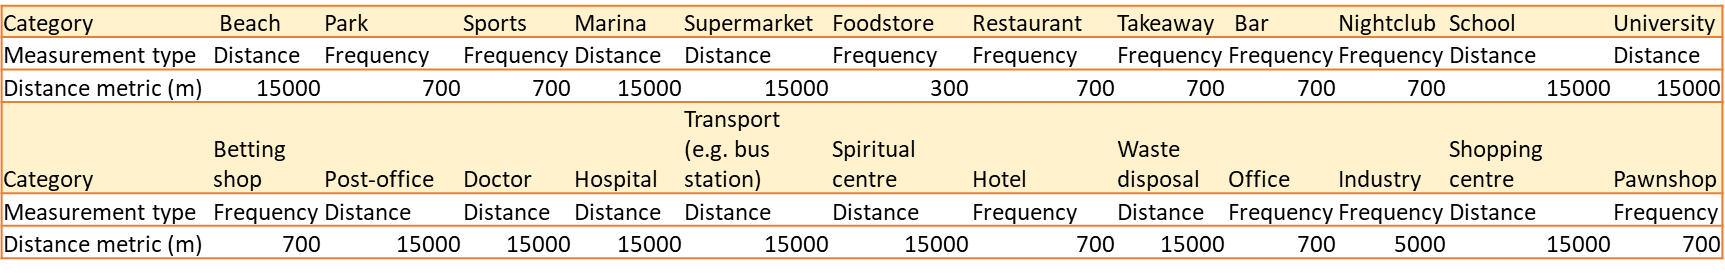 Category Beach Park Sports Marina Supermarket Foodstore Restaurant Takeaway Bar Nightclub School University
Measurement type Distance Frequency Frequency Distance Distance Frequency Frequency Frequency Frequency Frequency Distance Distance
Distance metric (m) 15000 700 700 15000 15000 300 700 700 700 700 15000 15000
Category Betting shop Post-office Doctor Hospital Transport (e.g. bus station) Spiritual centre Hotel Waste disposal Office Industry Shopping centre Pawnshop
Measurement type Frequency Distance Distance Distance Distance Distance Frequency Distance Frequency Frequency Distance Frequency
Distance metric (m) 700 15000 15000 15000 15000 15000 700 15000 700 5000 15000 700